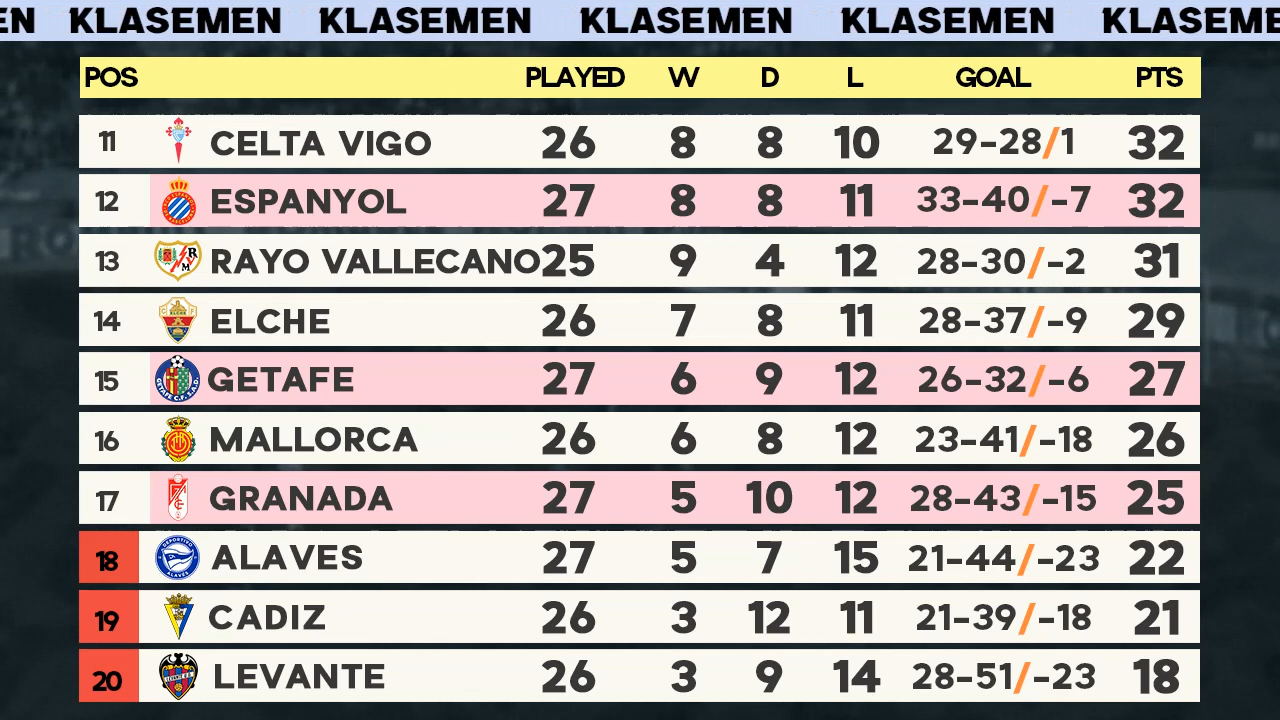 EN KLASEMEN KLASEMEN KLASEMEN KLASEMEN KLASEME
POS PLAYED W D L GOAL PTS
11 CELTA VIGO 26 8 8 10 29-28/1 32
12 ESPANYOL 27 8 8 11 33-40/-7 32
13 RAYO VALLECANO 25 9 4 12 28-30/-2 31
14 ELCHE 26 7 8 11 28-37/-9 29
15 GETAFE 27 6 9 12 26-32/-6 27
16 MALLORCA 26 6 8 12 23-41/-18 26
17 GRANADA 27 5 10 12 28-43/-15 25
18 ALAVES 27 5 7 15 21-44/-23 22
19 CADIZ 26 3 12 11 21-39/-18 21
20 LEVANTE 26 3 9 14 28-51/-23 18